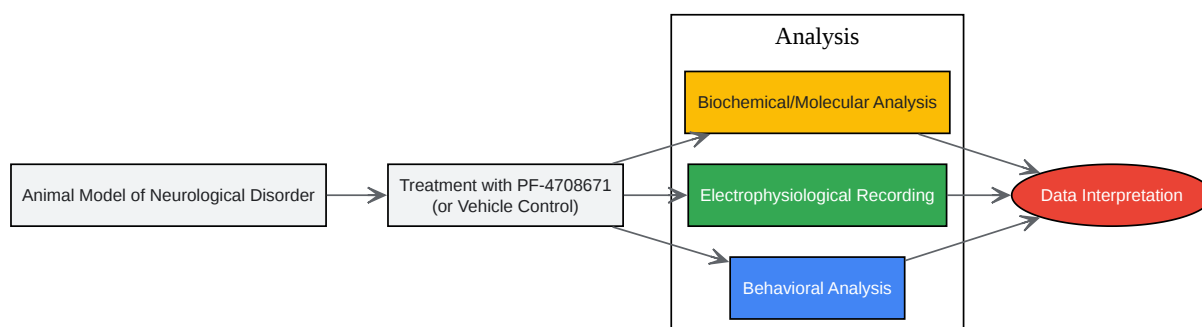 Analysis
Biochemical/Molecular Analysis
Animal Model of Neurological Disorder
Treatment with PF-4708671
(or Vehicle Control)
Electrophysiological Recording
Data Interpretation
Behavioral Analysis